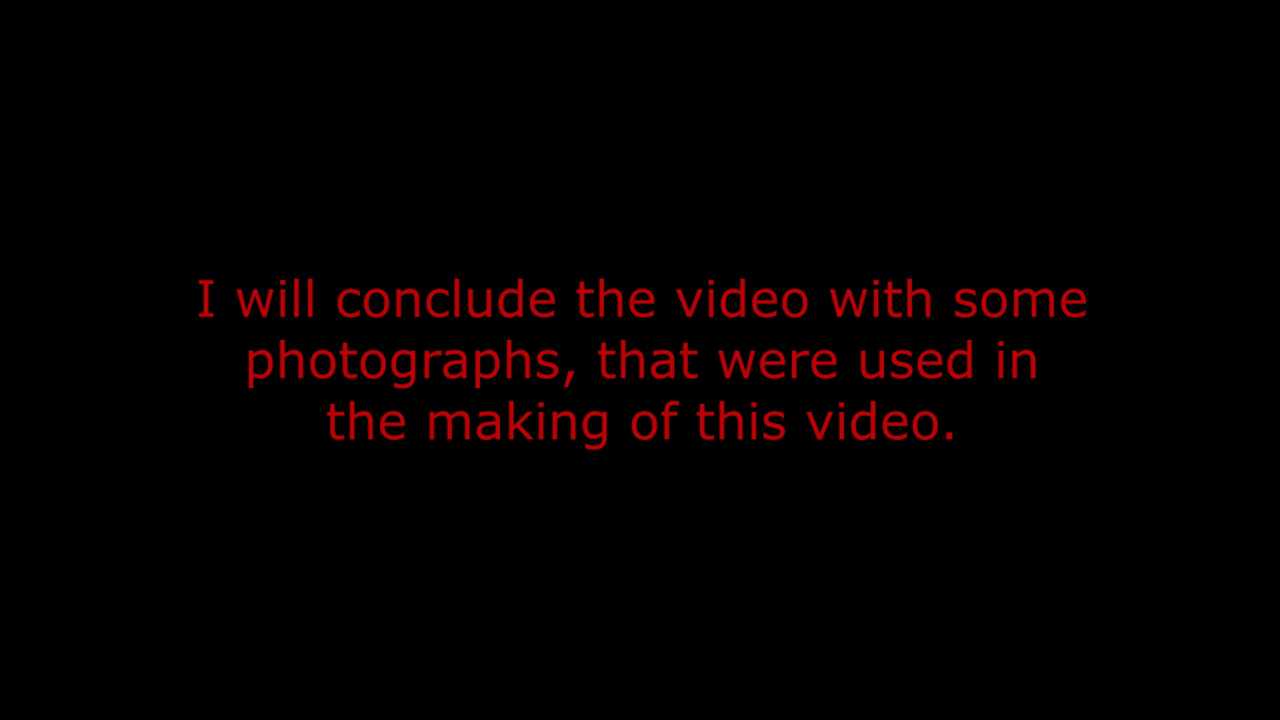 I will conclude the video with some
photographs, that were used in
the making of this video.